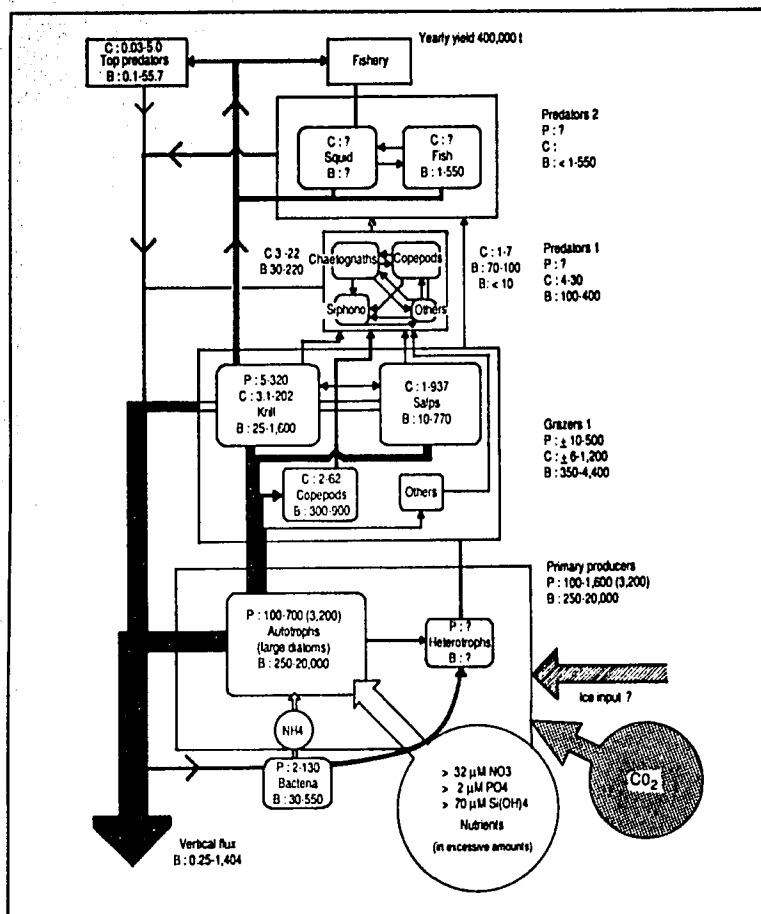 Yearly yield 400,000 t
C : 0.03-5.0
Top predators
B : 0.1-55.7
Fishery
Predators 2
P : ?
C :
B : < 1-550
C : ?
Squid
B : ?
C : ?
Fish
B : 1-550
C 3 -22
B 30-220
Chaetognaths
Copepods
Siphono
Others
C : 1-7
B : 70-100
B : < 10
Predators 1
P : ?
C : 4-30
B : 100-400
P : 5-320
C : 3.1-202
Krill
B : 25-1,600
C : 1-937
Salps
B : 10-770
C : 2-62
Copepods
B : 300-900
Others
Grazers 1
P : ± 10-500
C : ± 6-1,200
B : 350-4,400
Primary producers
P : 100-1,600 (3,200)
B : 250-20,000
P : 100-700 (3,200)
Autotrophs
(large diatoms)
B : 250-20,000
P : ?
Heterotrophs
B : ?
Ice input ?
NH4
CO2
P : 2-130
Bacteria
B : 30-550
> 32 µM NO3
> 2 µM PO4
> 70 µM Si(OH)4
Nutrients
(in excessive amounts)
Vertical flux
B : 0.25-1,404